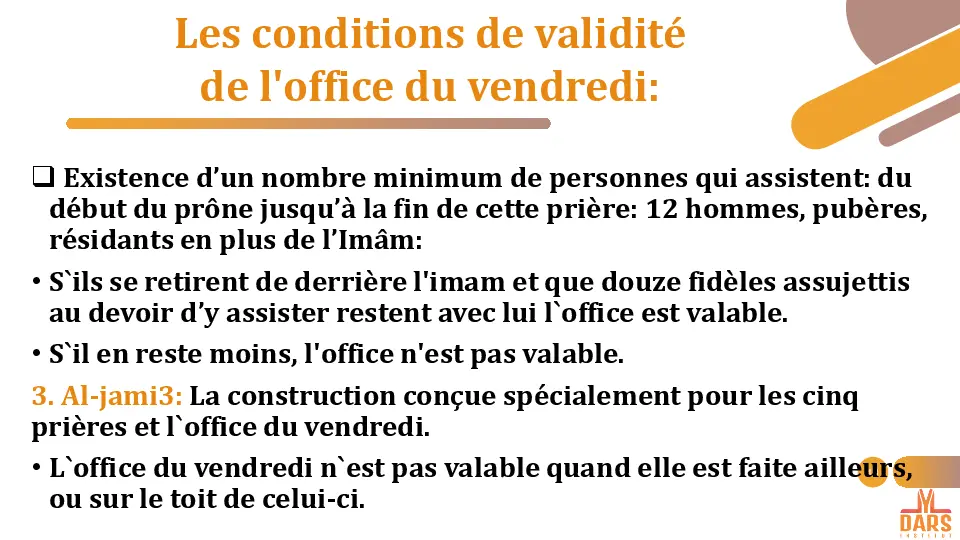 Les conditions de validité
de l'office du vendredi:
❑ Existence d’un nombre minimum de personnes qui assistent: du
début du prône jusqu’à la fin de cette prière: 12 hommes, pubères,
résidants en plus de l’Imâm:
• S`ils se retirent de derrière l'imam et que douze fidèles assujettis
au devoir d’y assister restent avec lui l`office est valable.
• S`il en reste moins, l'office n'est pas valable.
3. Al-jami3: La construction conçue spécialement pour les cinq
prières et l`office du vendredi.
• L`office du vendredi n`est pas valable quand elle est faite ailleurs,
ou sur le toit de celui-ci.
DARS
INSTITUT